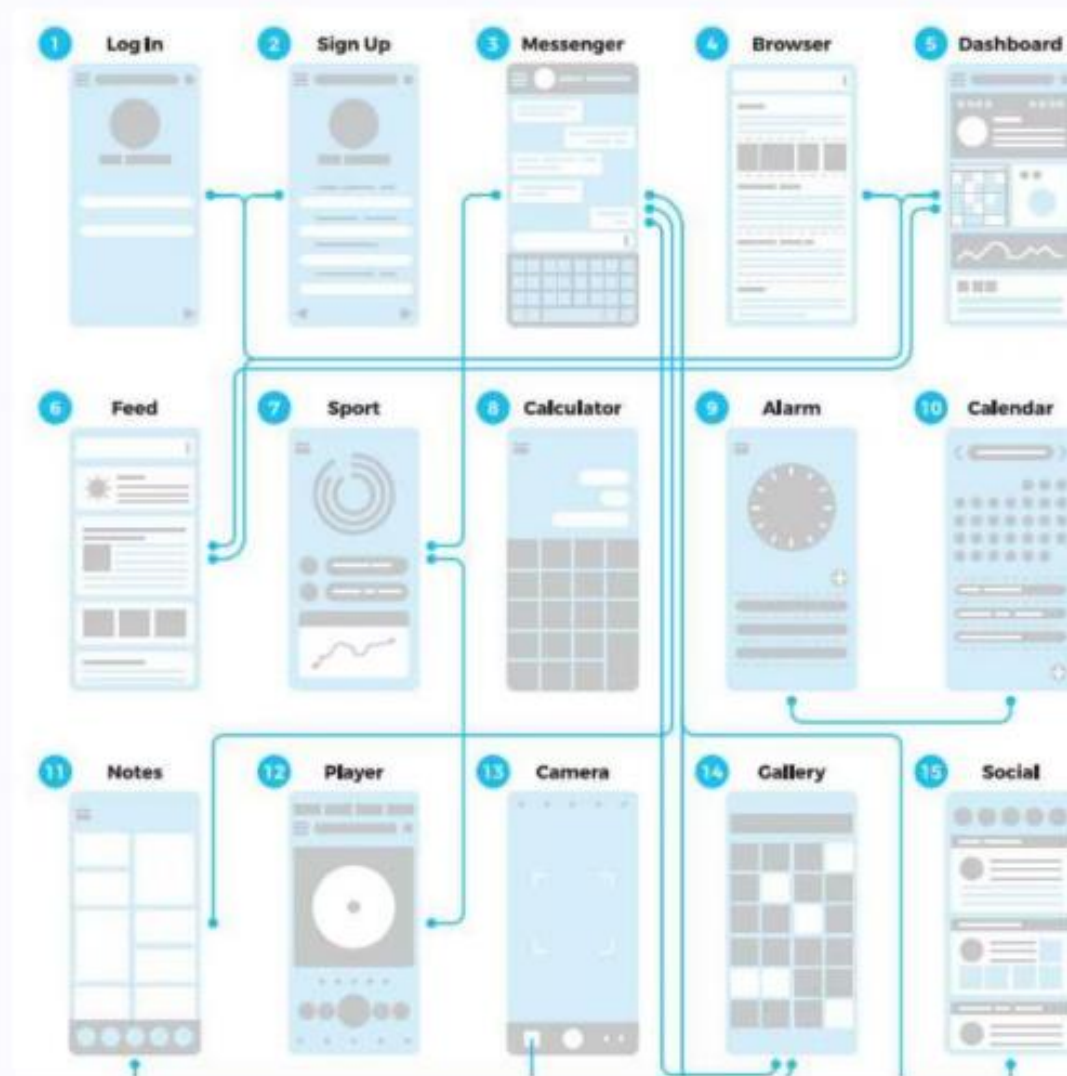 1 Log In
2 Sign Up
3 Messenger
4 Browser
5 Dashboard
6 Feed
7 Sport
8 Calculator
9 Alarm
10 Calendar
11 Notes
12 Player
13 Camera
14 Gallery
15 Social